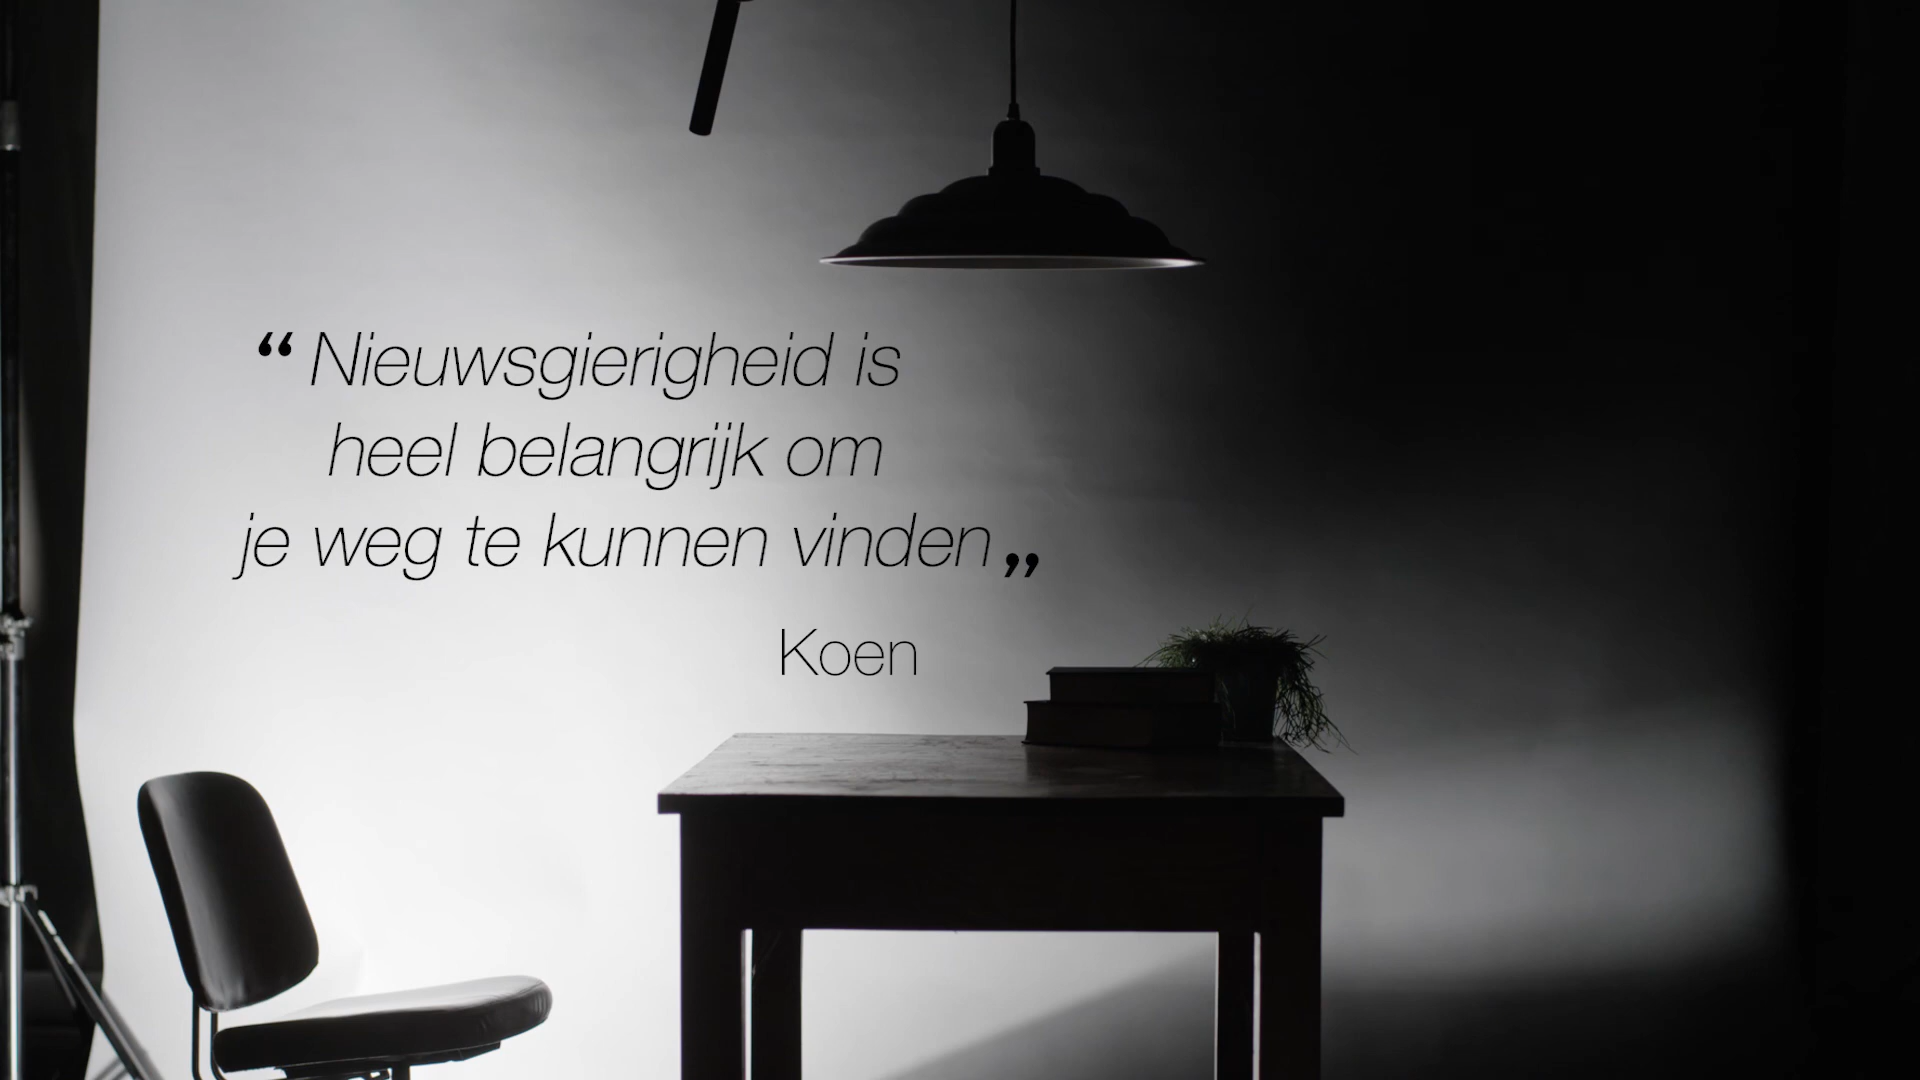 “ Nieuwsgierigheid is
heel belangrijk om
je weg te kunnen vinden „
Koen